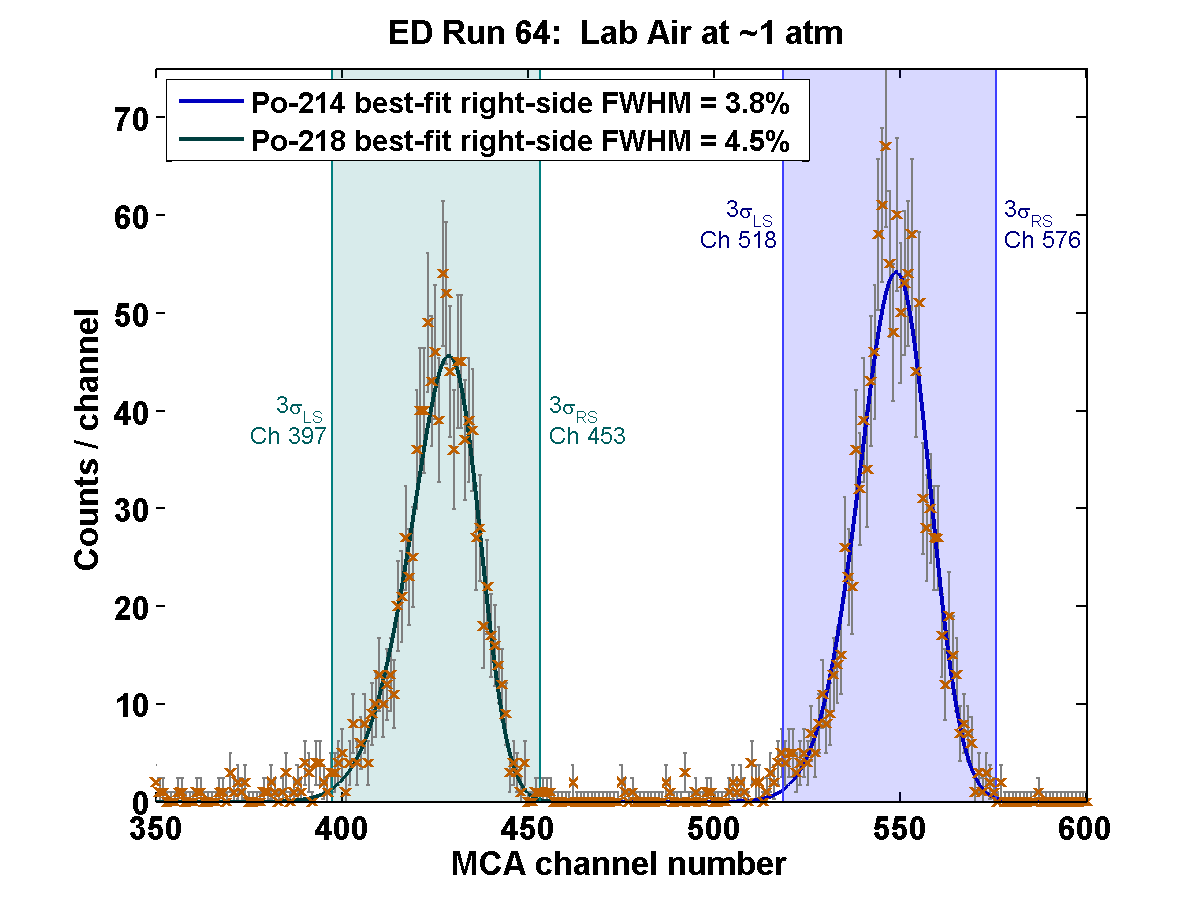 ED Run 64:  Lab Air at ~1 atm
Po-214 best-fit right-side FWHM = 3.8%
Po-218 best-fit right-side FWHM = 4.5%
70
60
50
40
30
20
10
0
Counts / channel
3σLS
Ch 397
3σRS
Ch 453
3σLS
Ch 518
3σRS
Ch 576
350
400
450
500
550
600
MCA channel number